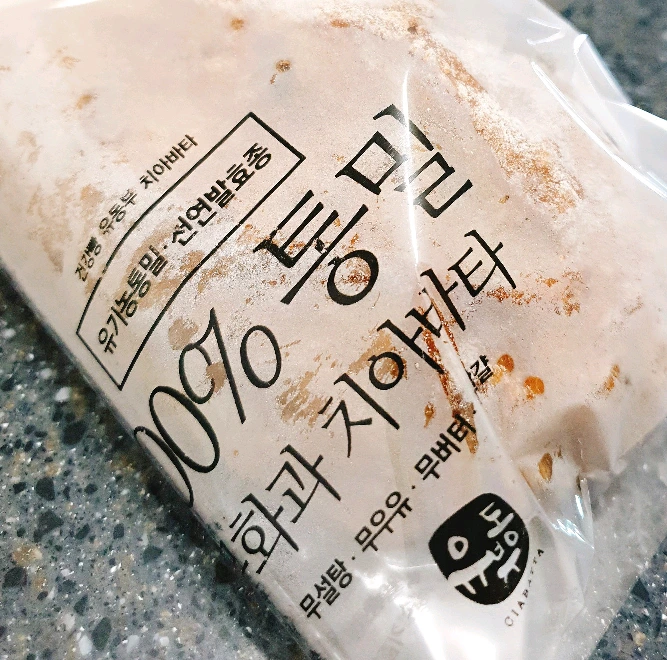 건강빵 유동부 치아바타
유기농통밀·천연발효종
00% 통밀
화과 치아바타
무설탕·무우유·무버터
CIABATTA